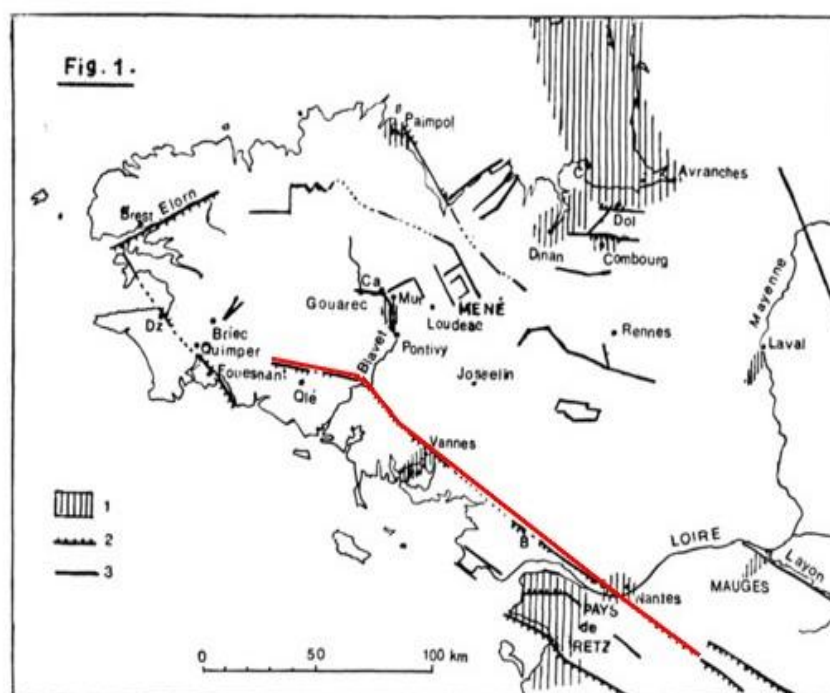 Fig. 1.
Paimpol
Avranches
C
Elorn
Brest
Dol
Dinan
Combourg
Mayenne
Ca
Gouarec
Mur
MENÉ
Loudeac
Dz
Briec
Quimper
Fouesnant
Blavet
Pontivy
Rennes
Laval
Josselin
Qlé
Vannes
1
2
3
B
LOIRE
Layon
MAUGES
Nantes
PAYS
de
RETZ
0 50 100 km